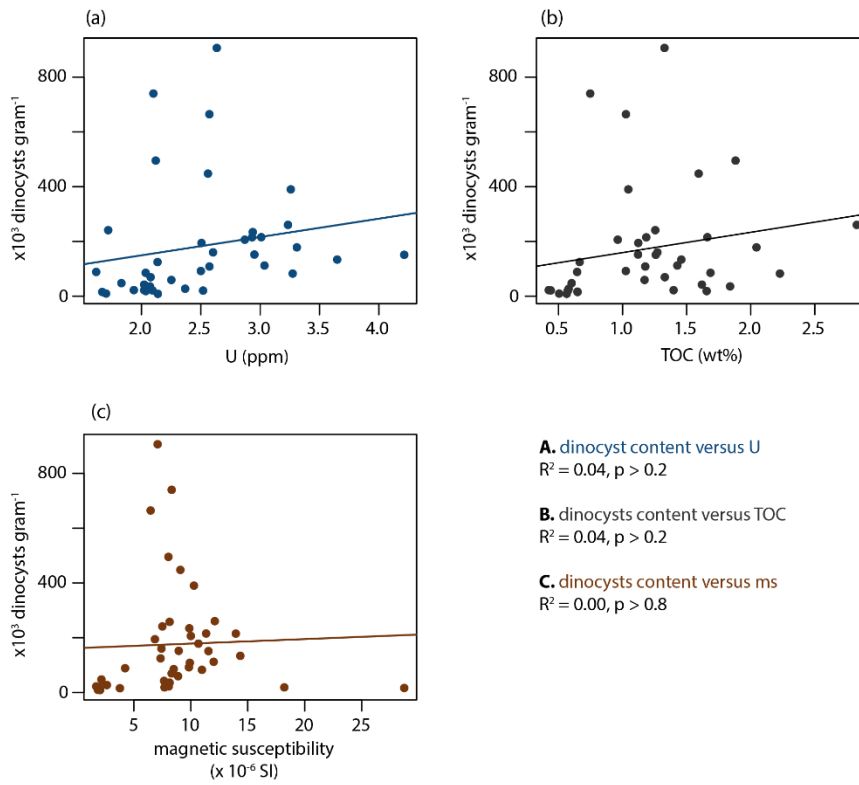 (a)
800
400
0
x10³ dinocysts gram⁻¹
2.0 2.5 3.0 3.5 4.0
U (ppm)
(b)
800
400
0
x10³ dinocysts gram⁻¹
0.5 1.0 1.5 2.0 2.5
TOC (wt%)
(c)
800
400
0
x10³ dinocysts gram⁻¹
5 10 15 20 25
magnetic susceptibility
(x 10⁻⁶ SI)
A. dinocyst content versus U
R² = 0.04, p > 0.2
B. dinocysts content versus TOC
R² = 0.04, p > 0.2
C. dinocysts content versus ms
R² = 0.00, p > 0.8